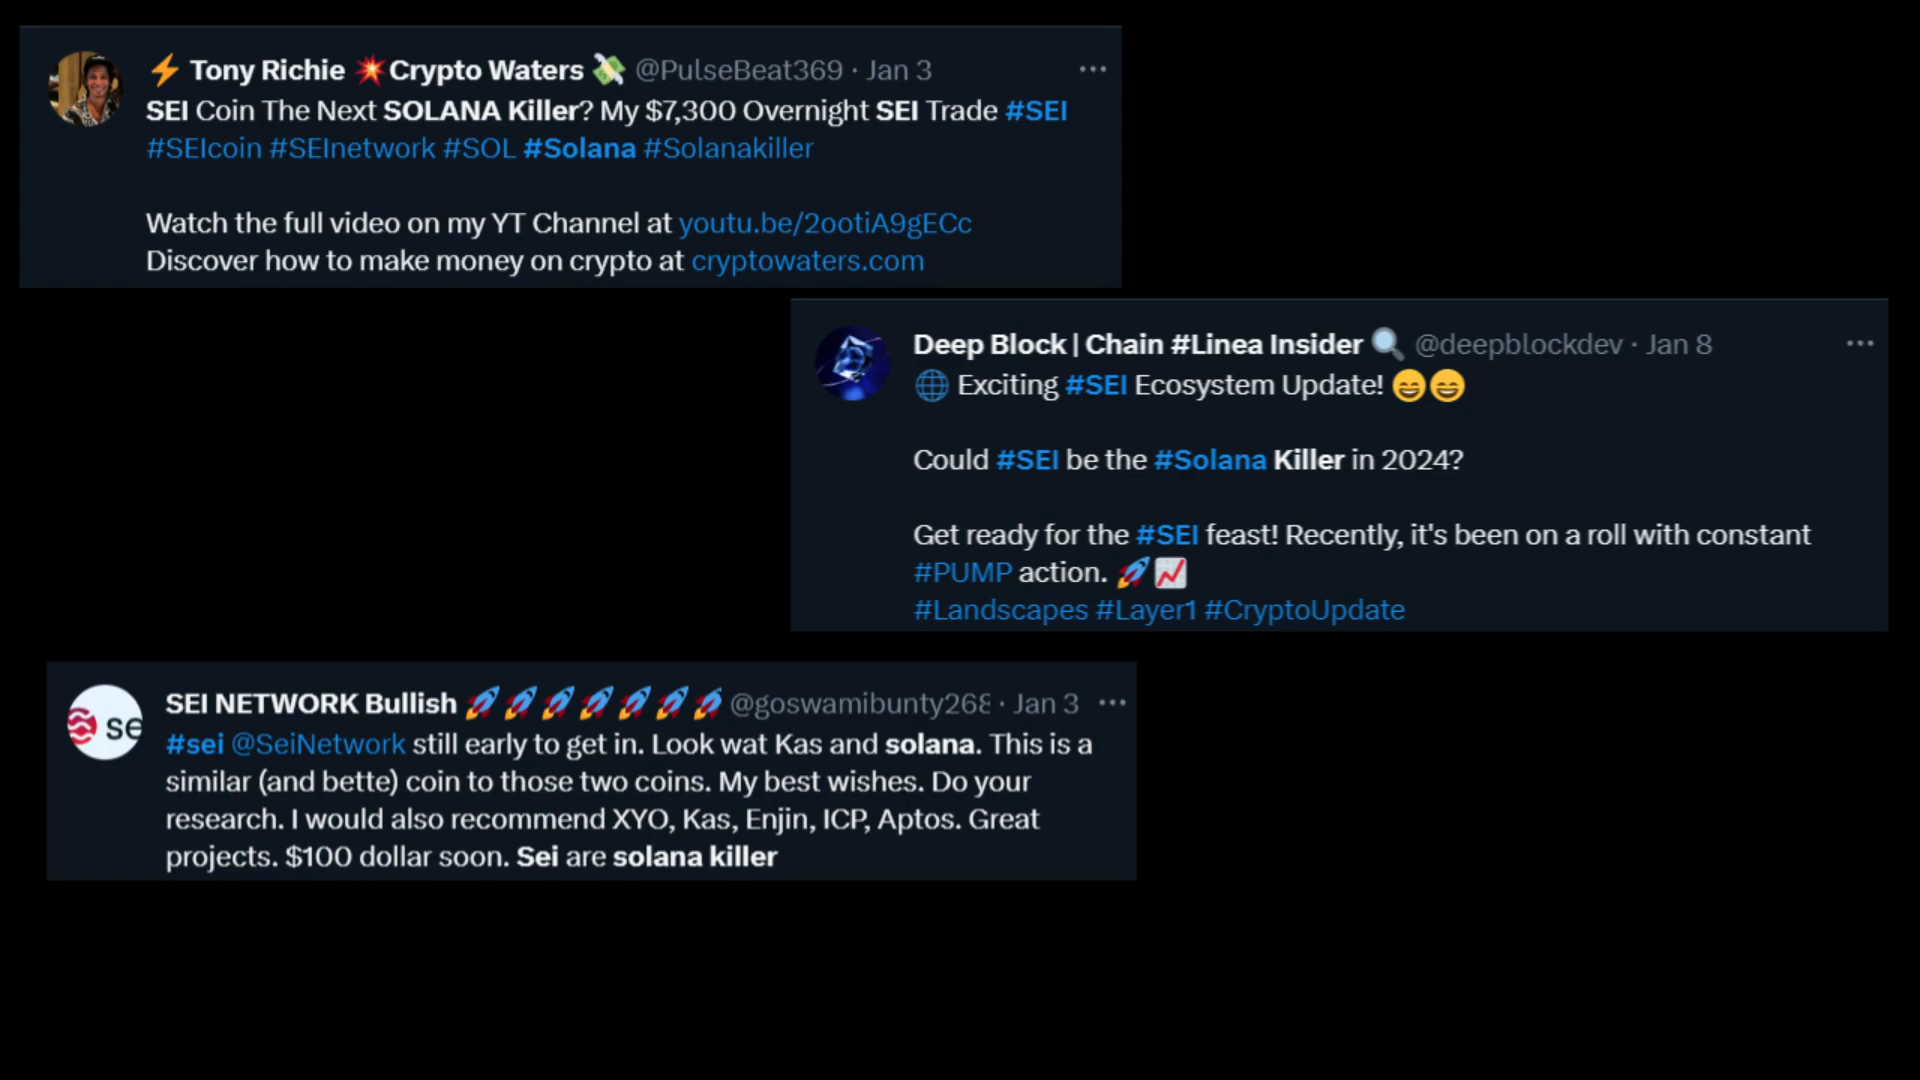 ⚡ Tony Richie 💥Crypto Waters 💸 @PulseBeat369 · Jan 3
SEI Coin The Next SOLANA Killer? My $7,300 Overnight SEI Trade #SEI
#SEIcoin #SEInetwork #SOL #Solana #Solanakiller
Watch the full video on my YT Channel at youtu.be/2ootiA9gECc
Discover how to make money on crypto at cryptowaters.com
Deep Block | Chain #Linea Insider 🔍 @deepblockdev · Jan 8
🌐 Exciting #SEI Ecosystem Update! 😄😄
Could #SEI be the #Solana Killer in 2024?
Get ready for the #SEI feast! Recently, it's been on a roll with constant
#PUMP action. 🚀📈
#Landscapes #Layer1 #CryptoUpdate
se
SEI NETWORK Bullish 🚀🚀🚀🚀🚀🚀🚀 @goswamibunty268 · Jan 3
#sei @SeiNetwork still early to get in. Look wat Kas and solana. This is a
similar (and bette) coin to those two coins. My best wishes. Do your
research. I would also recommend XYO, Kas, Enjin, ICP, Aptos. Great
projects. $100 dollar soon. Sei are solana killer